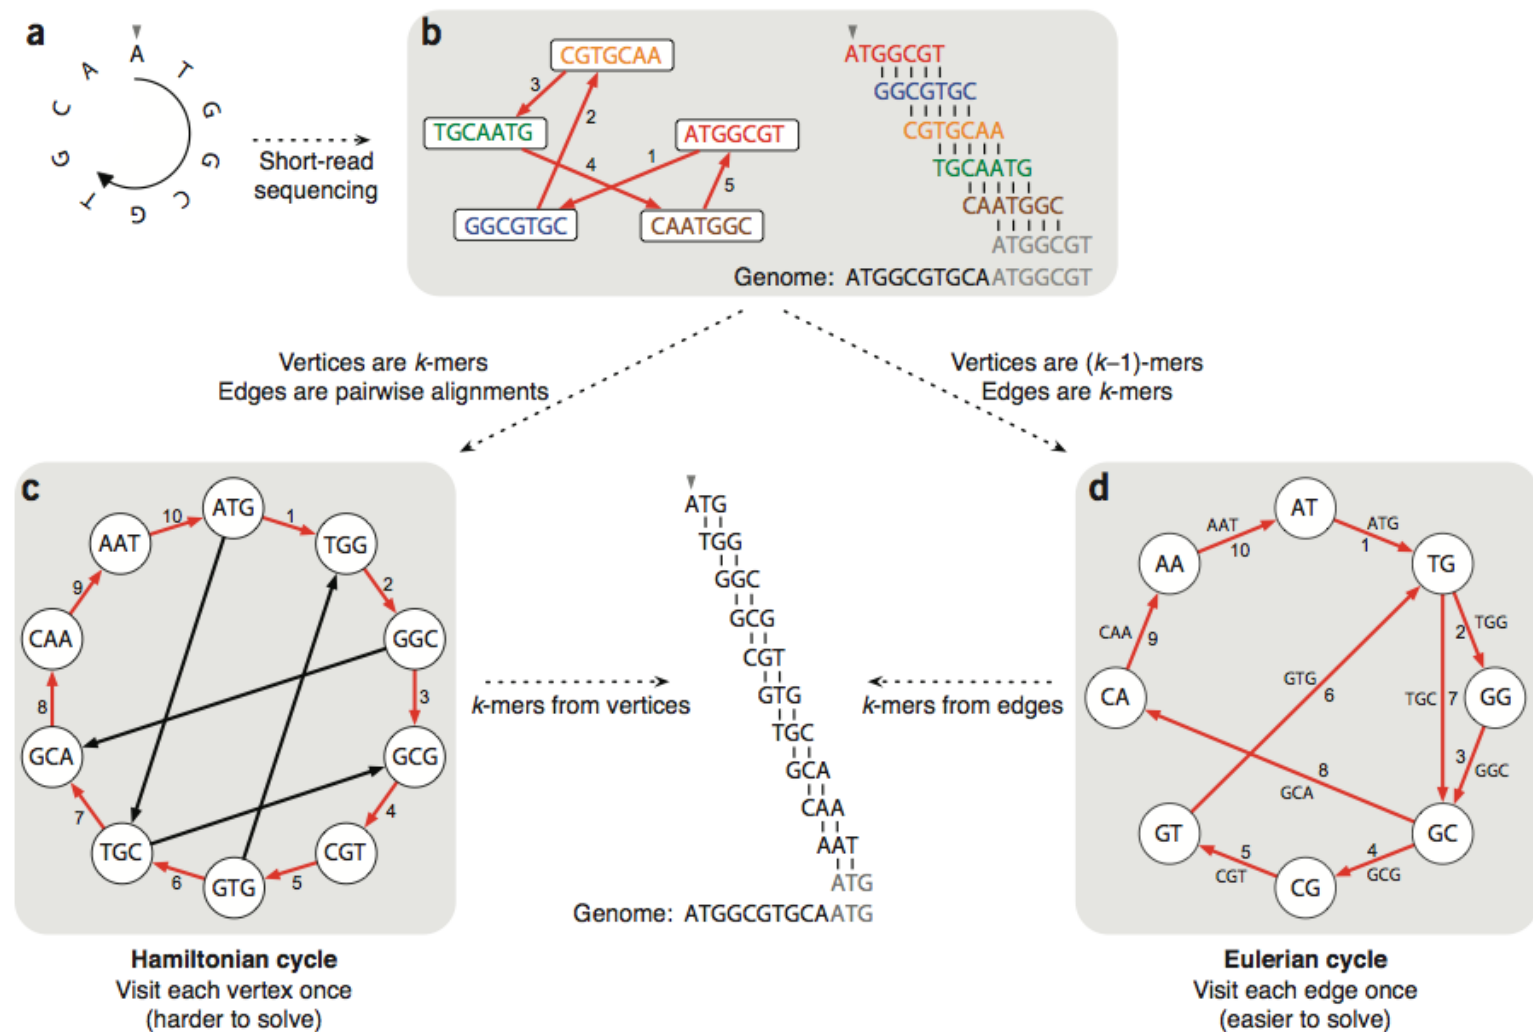 a
A
T
G
G
C
G
T
G
C
A
Short-read
sequencing
b
CGTGCAA
TGCAATG
ATGGCGT
GGCGTGC
CAATGGC
3
2
1
4
5
ATGGCGT
GGCGTGC
CGTGCAA
TGCAATG
CAATGGC
ATGGCGT
Genome: ATGGCGTGCAATGGCGT
Vertices are k-mers
Edges are pairwise alignments
Vertices are (k–1)-mers
Edges are k-mers
c
ATG
TGG
GGC
GCG
CGT
GTG
TGC
GCA
CAA
AAT
1
2
3
4
5
6
7
8
9
10
Hamiltonian cycle
Visit each vertex once
(harder to solve)
k-mers from vertices
ATG
TGG
GGC
GCG
CGT
GTG
TGC
GCA
CAA
AAT
ATG
Genome: ATGGCGTGCAATG
k-mers from edges
d
AT
TG
GG
GC
CG
GT
CA
AA
ATG
1
2 TGG
3 GGC
4
GCG
5
CGT
GTG
6
TGC 7
8
GCA
CAA 9
AAT
10
Eulerian cycle
Visit each edge once
(easier to solve)